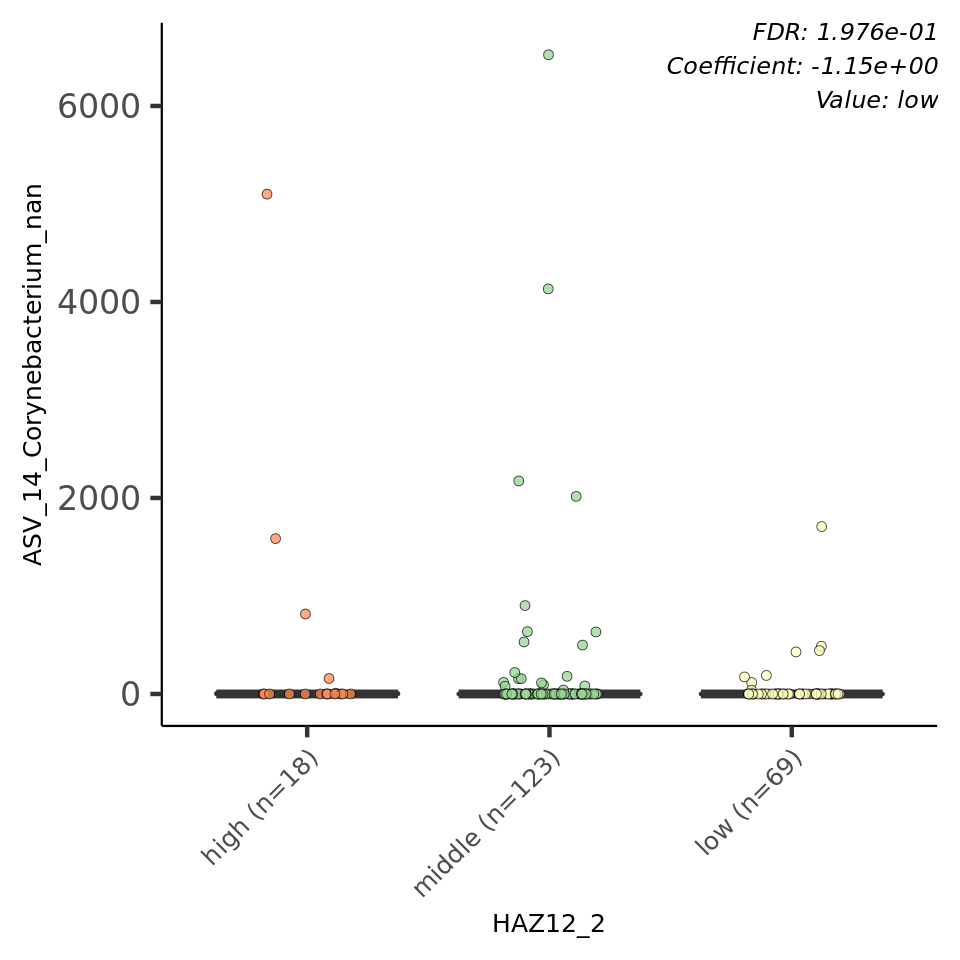 FDR: 1.976e-01
Coefficient: -1.15e+00
Value: low
ASV_14_Corynebacterium_nan
6000
4000
2000
0
high (n=18)
middle (n=123)
low (n=69)
HAZ12_2